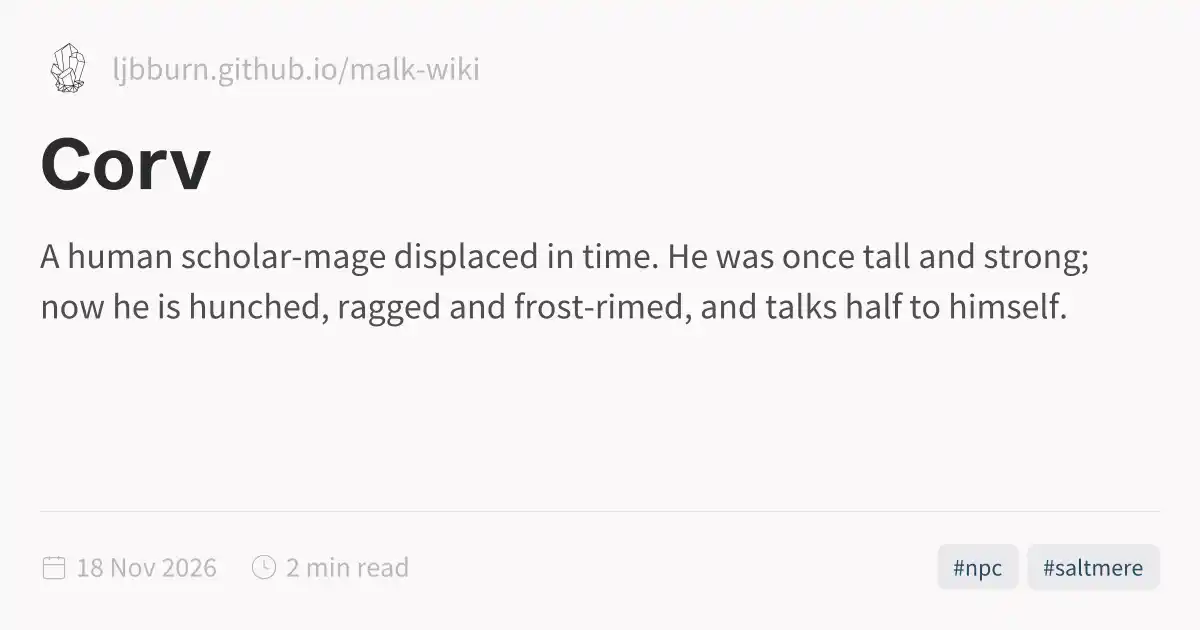 ljbburn.github.io/malk-wiki
Corv
A human scholar-mage displaced in time. He was once tall and strong;
now he is hunched, ragged and frost-rimed, and talks half to himself.
18 Nov 2026
2 min read
#npc
#saltmere